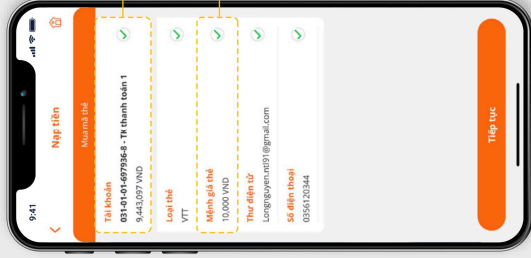 9:41
Nạp tiền
Mua mã thẻ
Tài khoản
031-01-01-697936-8 - TK thanh toán 1
9,443,097 VND
Loại thẻ
VTT
Mệnh giá thẻ
10,000 VND
Thư điện tử
Longnguyen.ntl91@gmail.com
Số điện thoại
0356120344
Tiếp tục